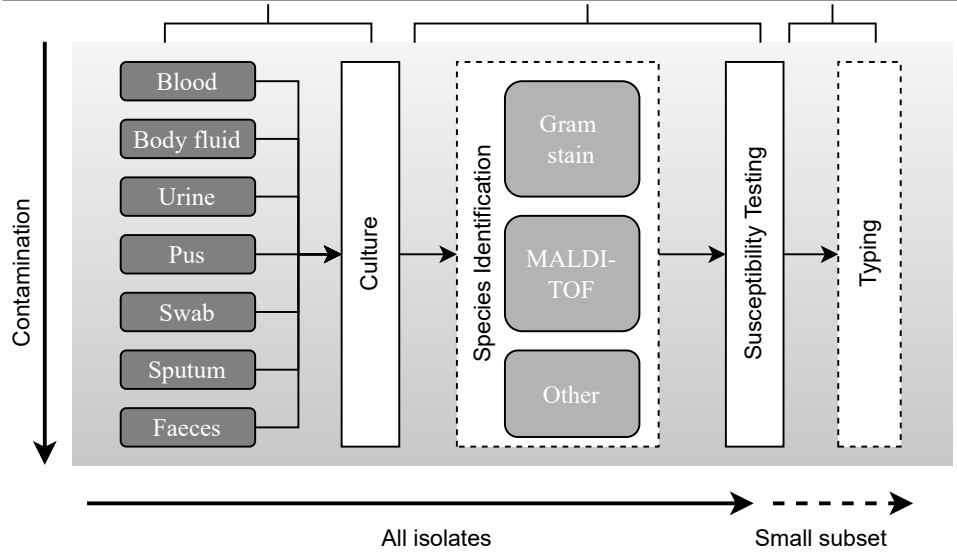 Contamination
Blood
Body fluid
Urine
Pus
Swab
Sputum
Faeces
Culture
Species Identification
Gram
stain
MALDI-
TOF
Other
Susceptibility Testing
Typing
All isolates
Small subset